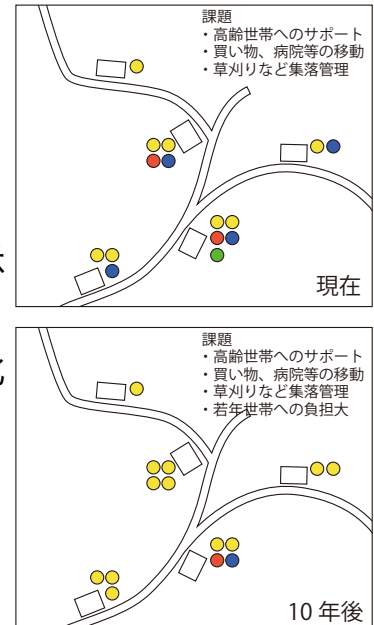 課題
・高齢世帯へのサポート
・買い物、病院等の移動
・草刈りなど集落管理
現在
課題
・高齢世帯へのサポート
・買い物、病院等の移動
・草刈りなど集落管理
・若年世帯への負担大
10 年後